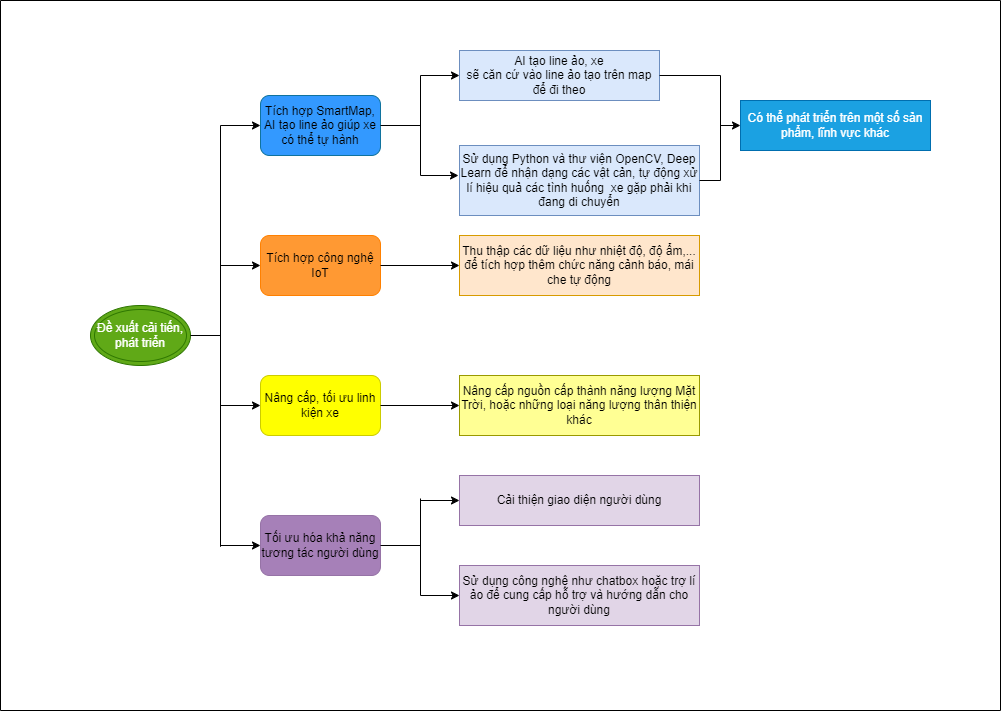 Đề xuất cải tiến,
phát triển
Tích hợp SmartMap,
AI tạo line ảo giúp xe
có thể tự hành
AI tạo line ảo, xe
sẽ căn cứ vào line ảo tạo trên map
để đi theo
Sử dụng Python và thư viện OpenCV, Deep
Learn để nhận dạng các vật cản, tự động xử
lí hiệu quả các tình huống xe gặp phải khi
đang di chuyển
Có thể phát triển trên một số sản
phẩm, lĩnh vực khác
Tích hợp công nghệ
IoT
Thu thập các dữ liệu như nhiệt độ, độ ẩm,...
để tích hợp thêm chức năng cảnh báo, mái
che tự động
Nâng cấp, tối ưu linh
kiện xe
Nâng cấp nguồn cấp thành năng lượng Mặt
Trời, hoặc những loại năng lượng thân thiện
khác
Tối ưu hóa khả năng
tương tác người dùng
Cải thiện giao diện người dùng
Sử dụng công nghệ như chatbox hoặc trợ lí
ảo để cung cấp hỗ trợ và hướng dẫn cho
người dùng